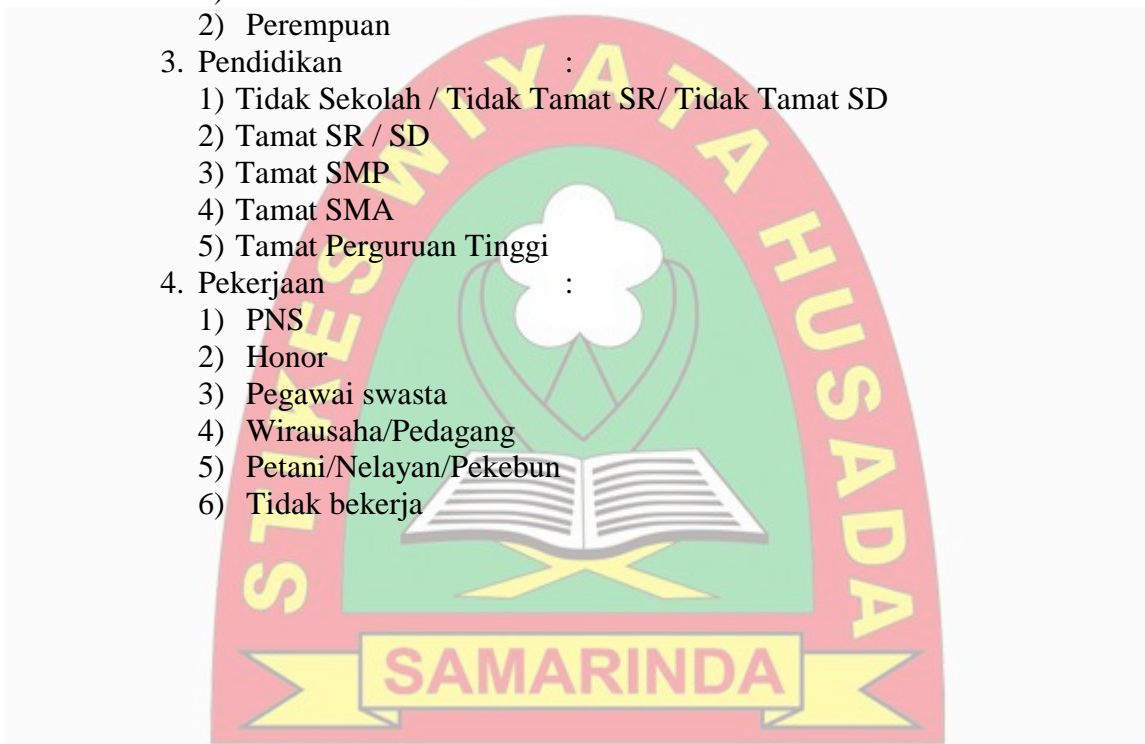 2) Perempuan
3. Pendidikan :
1) Tidak Sekolah / Tidak Tamat SR/ Tidak Tamat SD
2) Tamat SR / SD
3) Tamat SMP
4) Tamat SMA
5) Tamat Perguruan Tinggi
4. Pekerjaan :
1) PNS
2) Honor
3) Pegawai swasta
4) Wirausaha/Pedagang
5) Petani/Nelayan/Pekebun
6) Tidak bekerja
STIKES WIYATA HUSADA
SAMARINDA